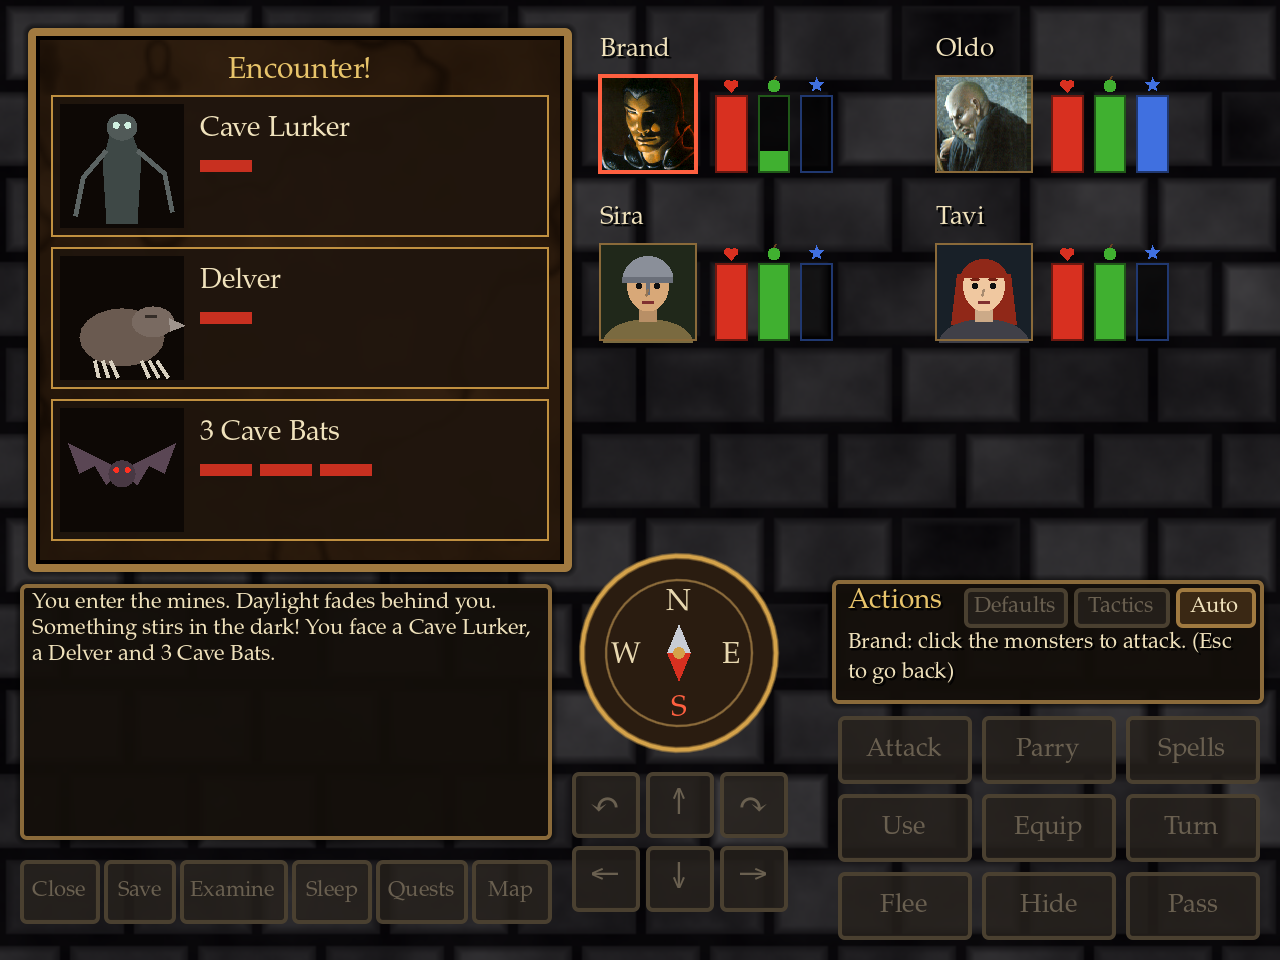 Encounter!
Cave Lurker
Delver
3 Cave Bats
Brand
Oldo
Sira
Tavi
You enter the mines. Daylight fades behind you.
Something stirs in the dark! You face a Cave Lurker,
a Delver and 3 Cave Bats.
N
W E
S
Actions Defaults Tactics Auto
Brand: click the monsters to attack. (Esc
to go back)
Attack Parry Spells
Use Equip Turn
Flee Hide Pass
Close Save Examine Sleep Quests Map